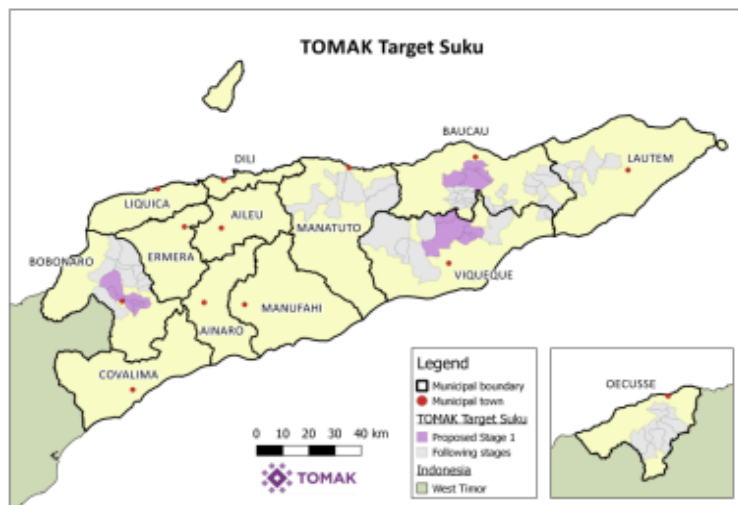 TOMAK Target Suku
BAUCAU
DILI
LAUTEM
LIQUICA
AILEU
ERMERA
MANATUTO
BOBONARO
VIQUEQUE
MANUFAHI
AINARO
COVALIMA
Legend
Municipal boundary
Municipal town
TOMAK Target Suku
Proposed Stage 1
Following stages
Indonesia
West Timor
OECUSSE
0 10 20 30 40 km
TOMAK